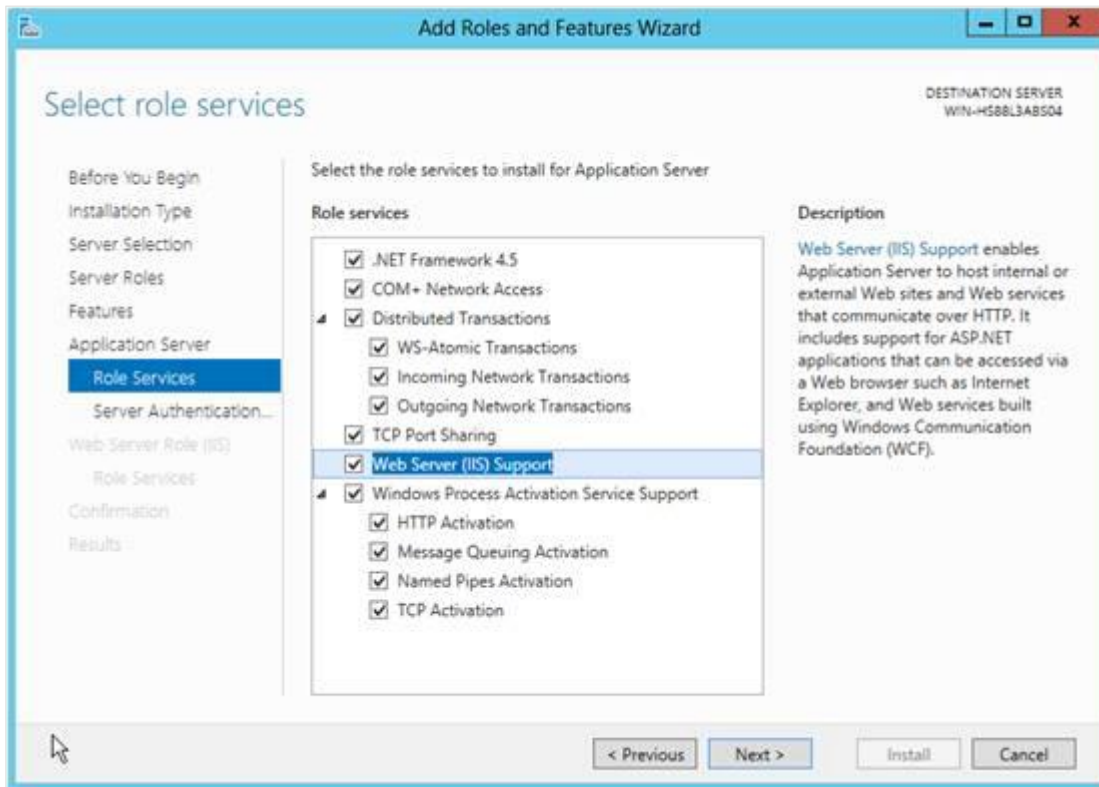 Add Roles and Features Wizard
Select role services
DESTINATION SERVER
WIN-HS88L3ABS04
Before You Begin
Installation Type
Server Selection
Server Roles
Features
Application Server
Role Services
Server Authentication...
Web Server Role (IIS)
Role Services
Confirmation
Results
Select the role services to install for Application Server
Role services
.NET Framework 4.5
COM+ Network Access
Distributed Transactions
WS-Atomic Transactions
Incoming Network Transactions
Outgoing Network Transactions
TCP Port Sharing
Web Server (IIS) Support
Windows Process Activation Service Support
HTTP Activation
Message Queuing Activation
Named Pipes Activation
TCP Activation
Description
Web Server (IIS) Support enables
Application Server to host internal or
external Web sites and Web services
that communicate over HTTP. It
includes support for ASP.NET
applications that can be accessed via
a Web browser such as Internet
Explorer, and Web services built
using Windows Communication
Foundation (WCF).
< Previous
Next >
Install
Cancel